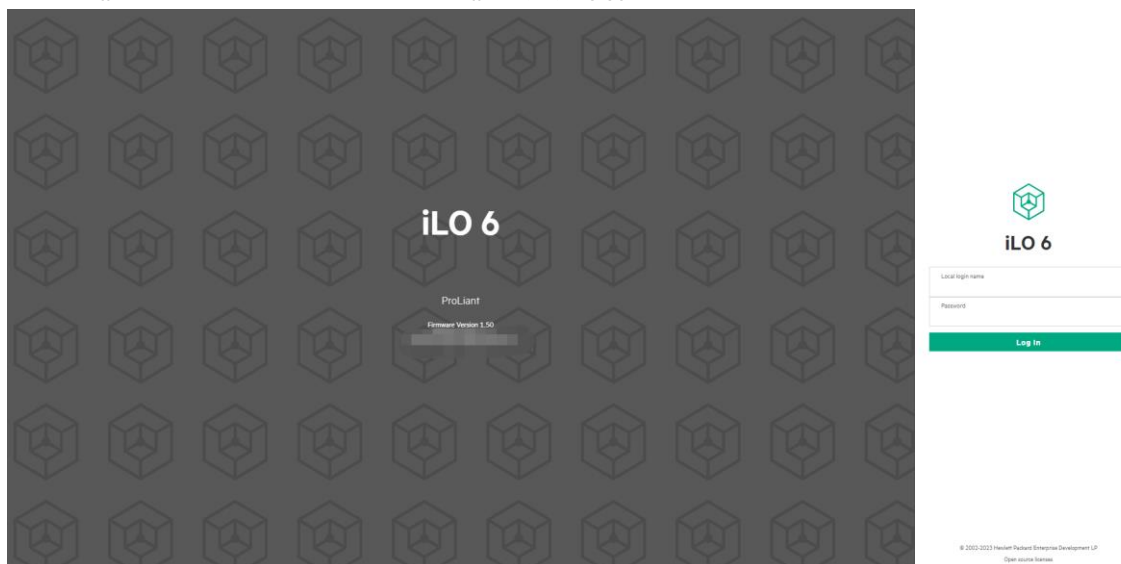 iLO 6
ProLiant
Firmware Version 1.50
iLO 6
Local login name
Password
Log In
© 2002-2023 Hewlett Packard Enterprise Development LP
Open source licenses